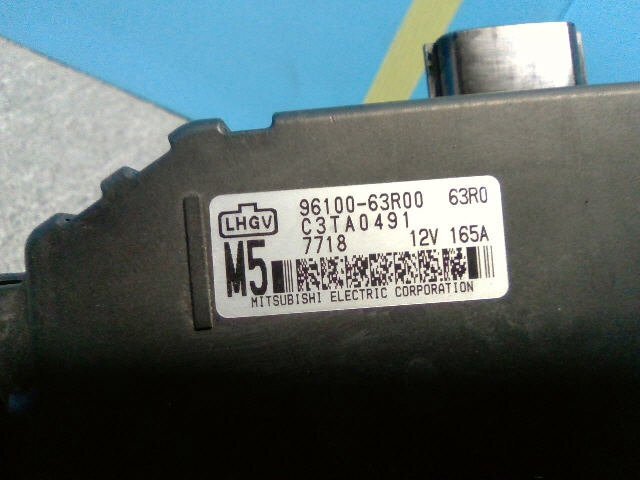 LHGV 96100-63R00 63R0
C3TA0491
M5 7718 12V 165A
MITSUBISHI ELECTRIC CORPORATION